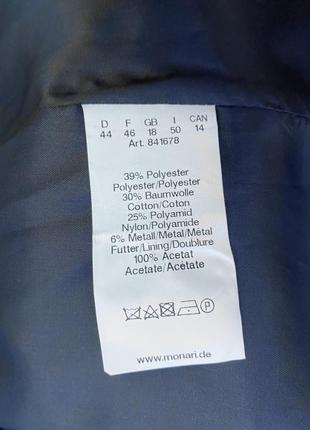 D F GB I CAN
44 46 18 50 14
Art. 841678
39% Polyester
Polyester/Polyester
30% Baumwolle
Cotton/Coton
25% Polyamid
Nylon/Polyamide
6% Metall/Metal/Métal
Futter/Lining/Doublure
100% Acetat
Acetate/Acétate
P
www.monari.de